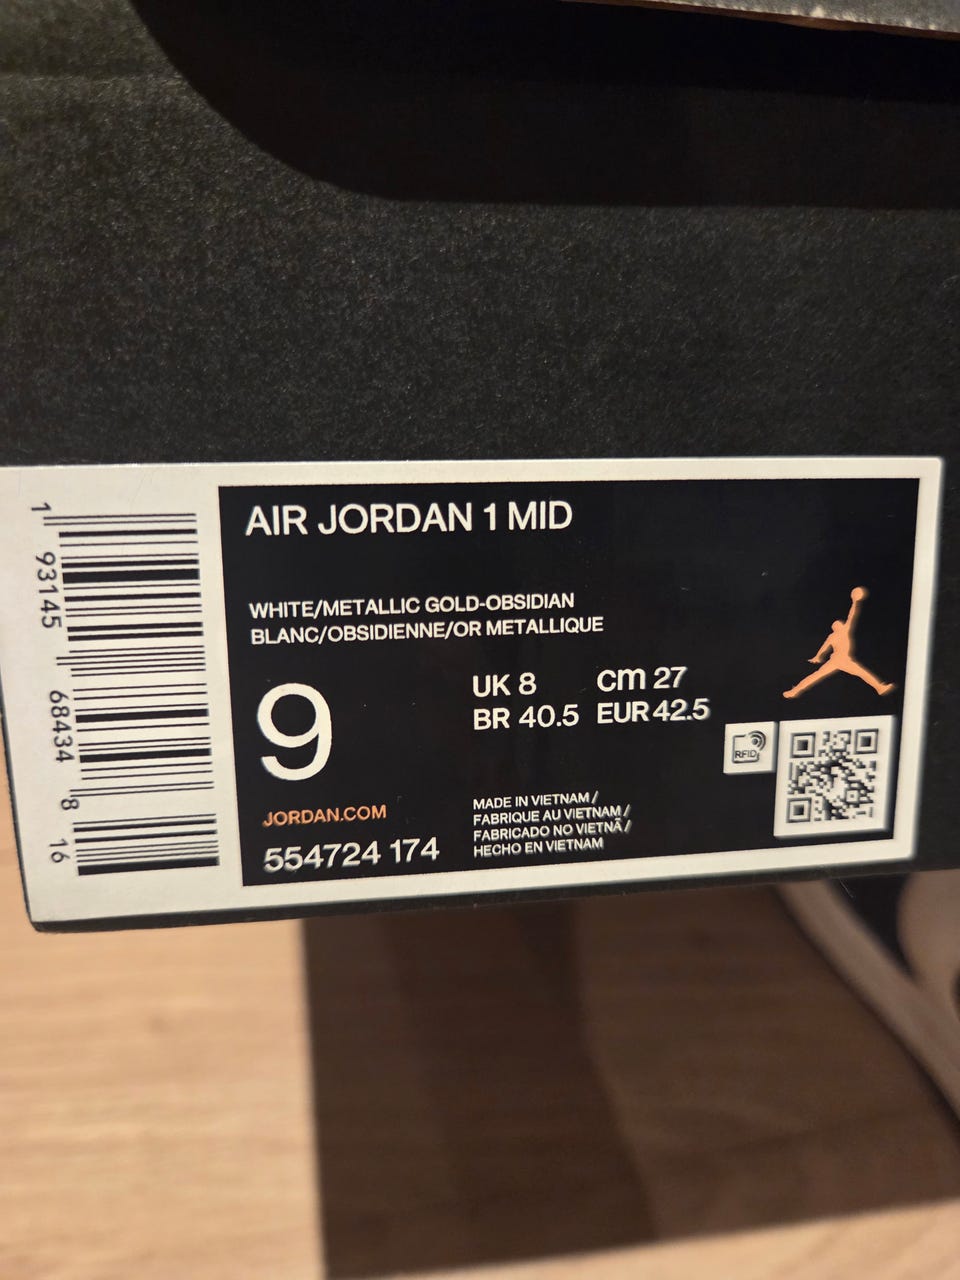 AIR JORDAN 1 MID
WHITE/METALLIC GOLD-OBSIDIAN
BLANC/OBSIDIENNE/OR METALLIQUE
9
UK 8 cm 27
BR 40.5 EUR 42.5
RFID
JORDAN.COM
554724 174
MADE IN VIETNAM /
FABRIQUE AU VIETNAM /
FABRICADO NO VIETNÃ /
HECHO EN VIETNAM
1 93145 68434 8 16